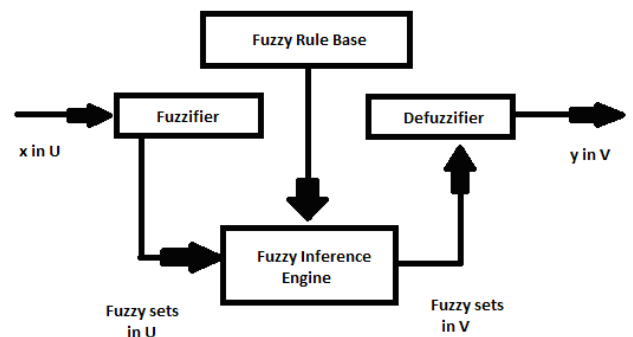 Fuzzy Rule Base
Fuzzifier
Defuzzifier
x in U
y in V
Fuzzy Inference
Engine
Fuzzy sets
in U
Fuzzy sets
in V